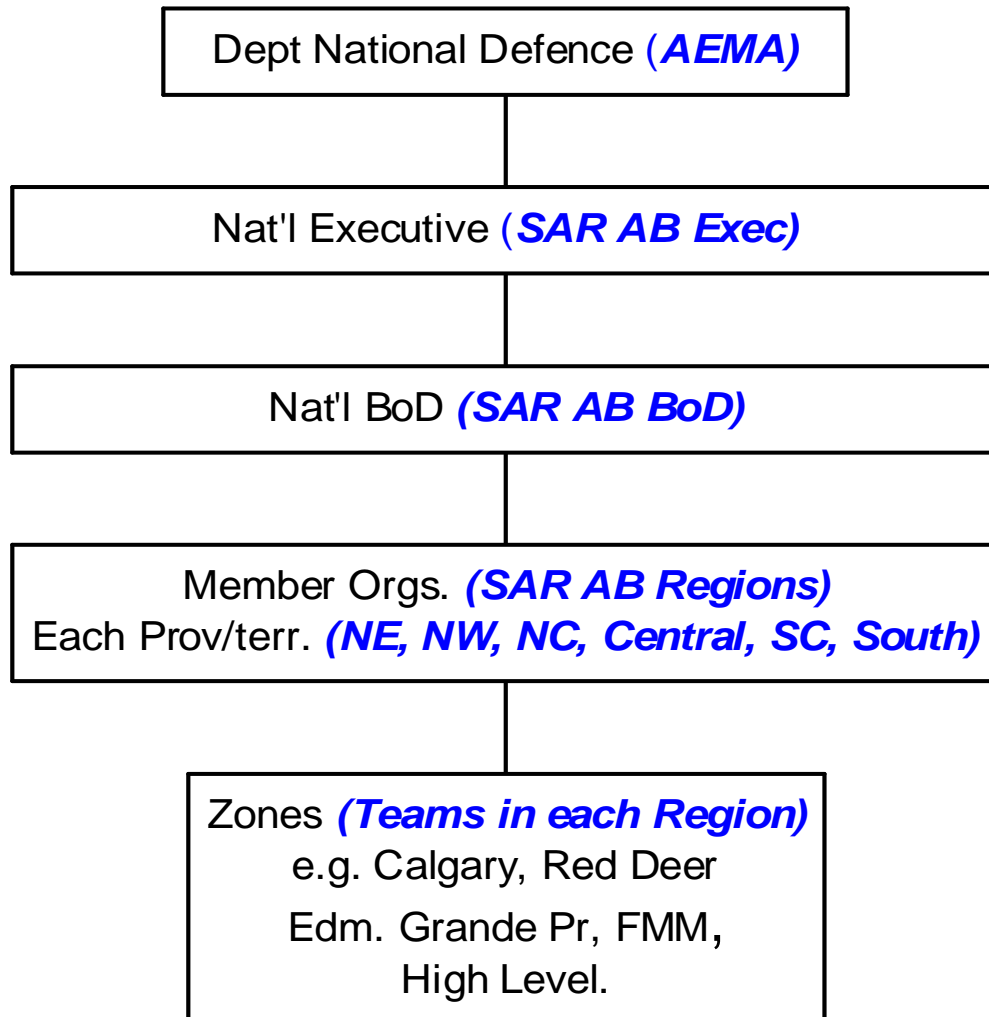 Dept National Defence (AEMA)
Nat'l Executive (SAR AB Exec)
Nat'l BoD (SAR AB BoD)
Member Orgs. (SAR AB Regions)
Each Prov/terr. (NE, NW, NC, Central, SC, South)
Zones (Teams in each Region)
e.g. Calgary, Red Deer
Edm. Grande Pr, FMM,
High Level.